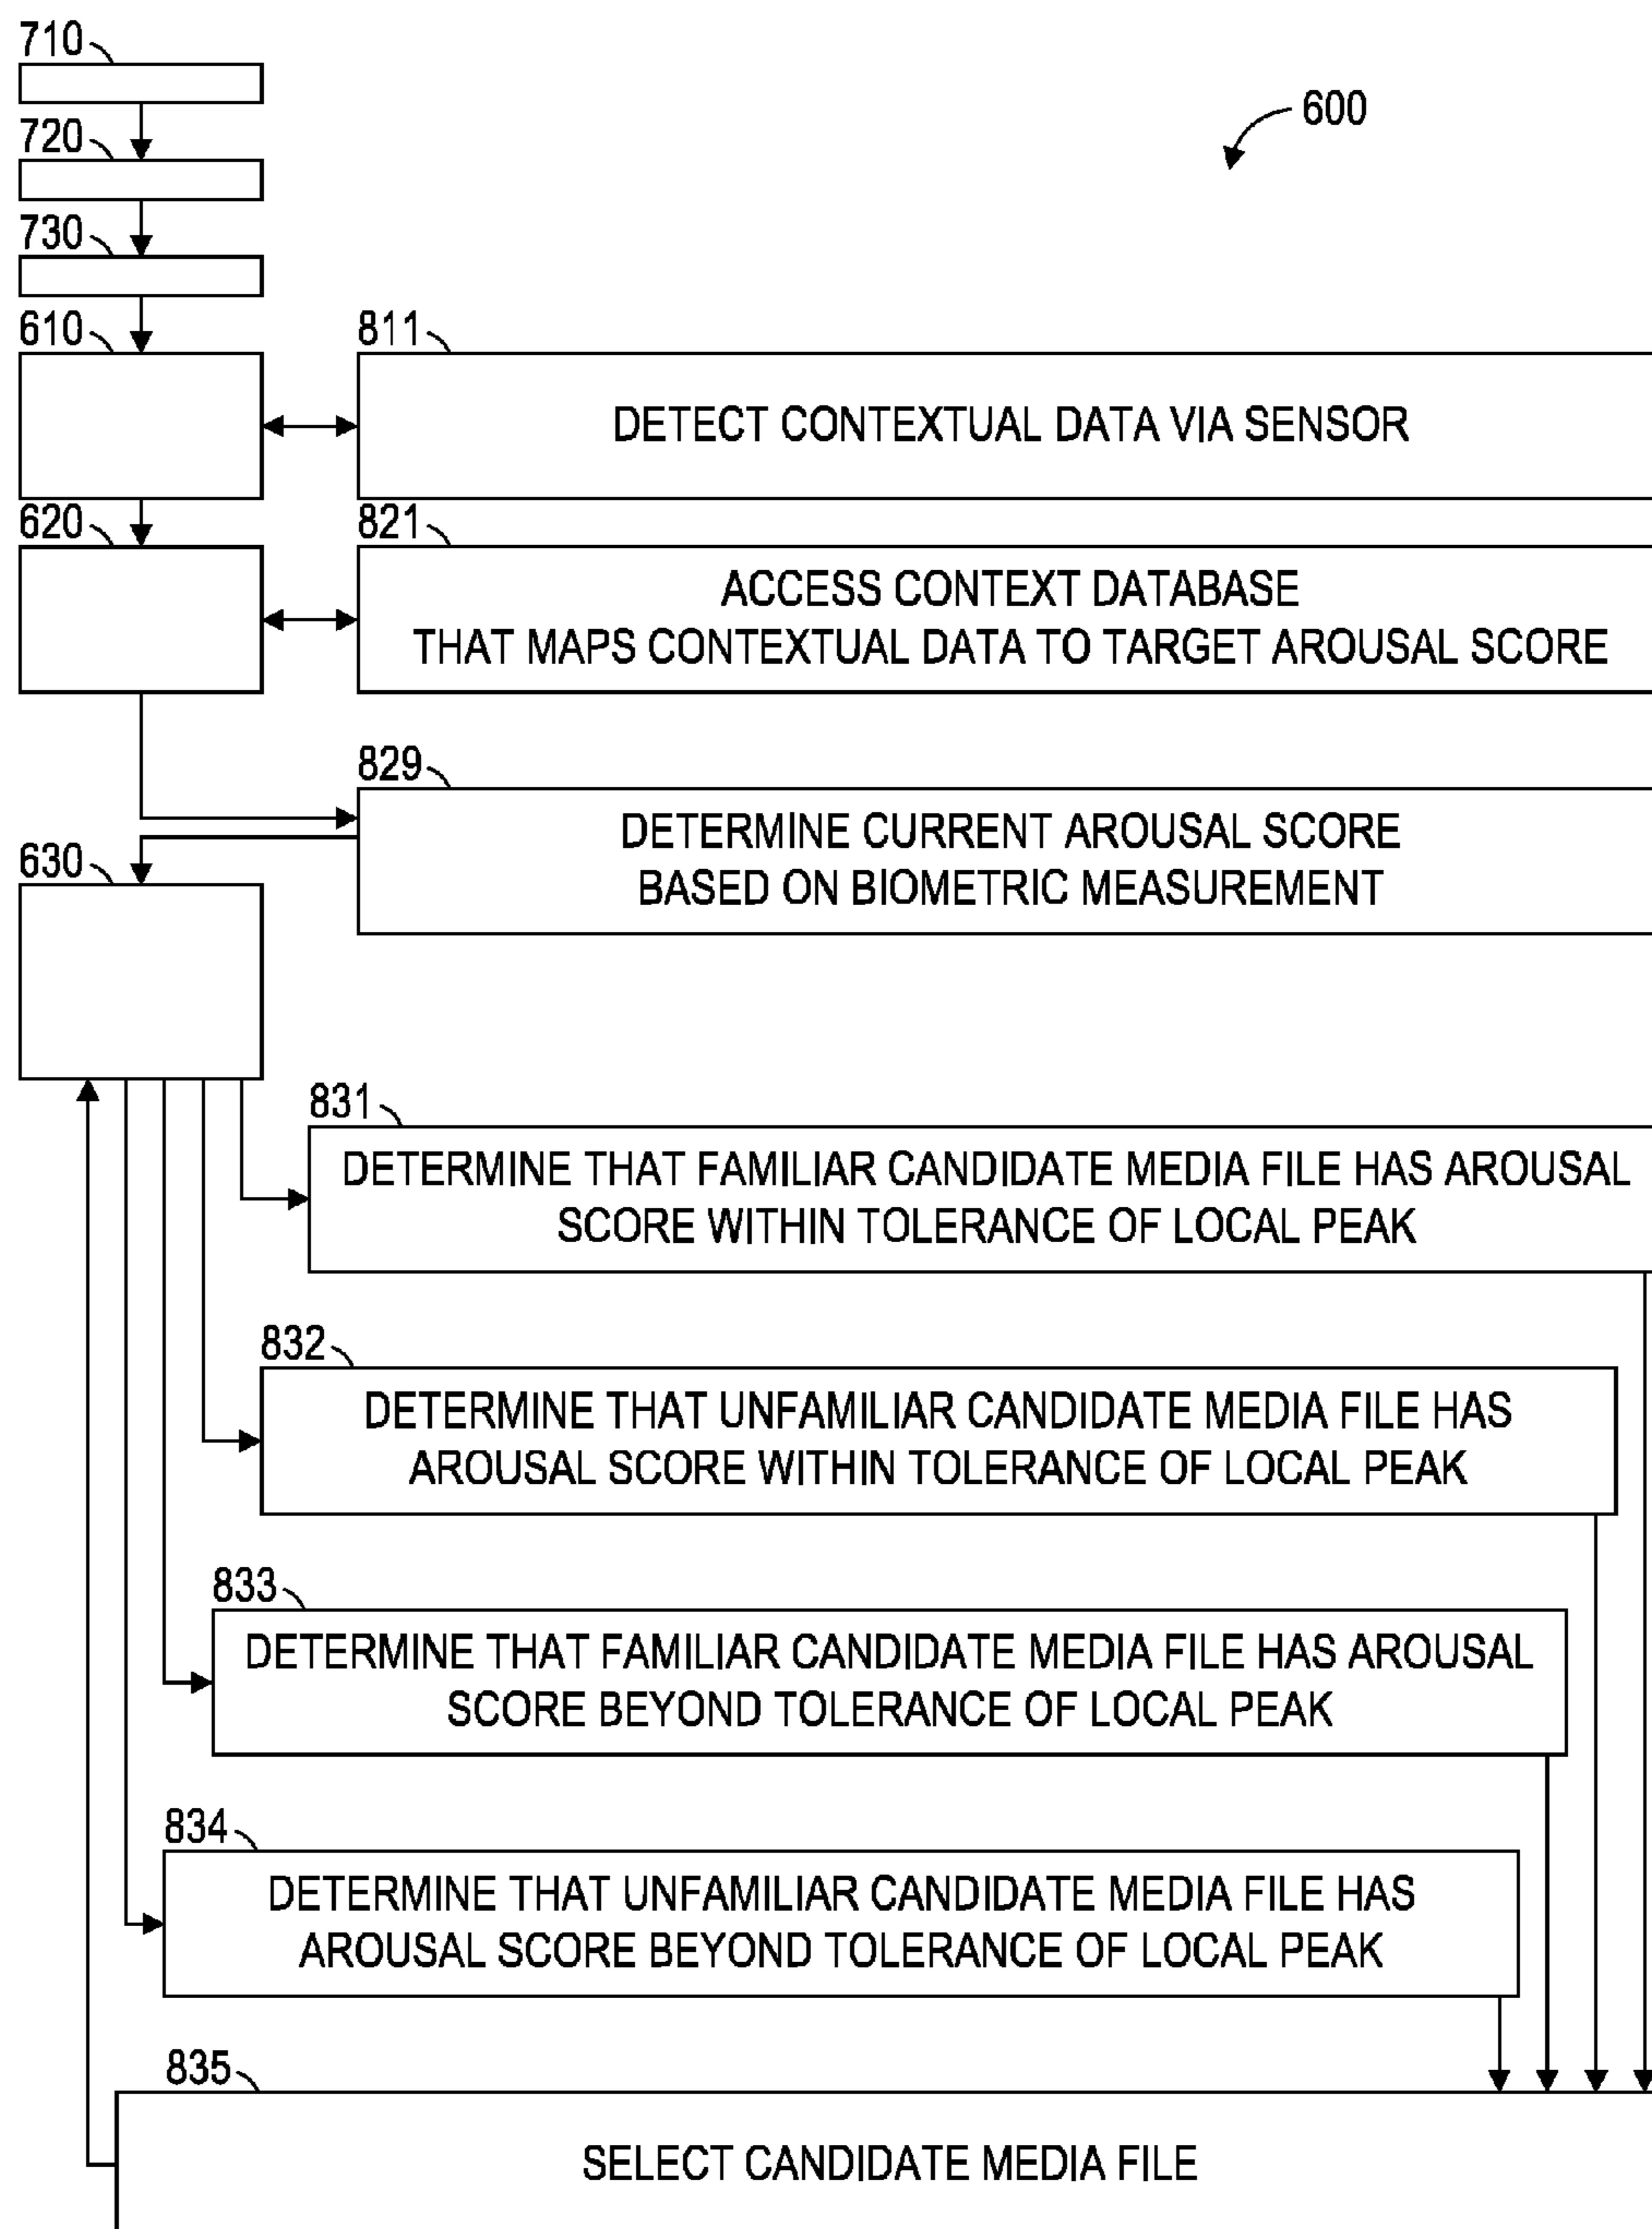 710
600
720
730
610
811
DETECT CONTEXTUAL DATA VIA SENSOR
620
821
ACCESS CONTEXT DATABASE
THAT MAPS CONTEXTUAL DATA TO TARGET AROUSAL SCORE
829
DETERMINE CURRENT AROUSAL SCORE
BASED ON BIOMETRIC MEASUREMENT
630
831
DETERMINE THAT FAMILIAR CANDIDATE MEDIA FILE HAS AROUSAL
SCORE WITHIN TOLERANCE OF LOCAL PEAK
832
DETERMINE THAT UNFAMILIAR CANDIDATE MEDIA FILE HAS
AROUSAL SCORE WITHIN TOLERANCE OF LOCAL PEAK
833
DETERMINE THAT FAMILIAR CANDIDATE MEDIA FILE HAS AROUSAL
SCORE BEYOND TOLERANCE OF LOCAL PEAK
834
DETERMINE THAT UNFAMILIAR CANDIDATE MEDIA FILE HAS
AROUSAL SCORE BEYOND TOLERANCE OF LOCAL PEAK
835
SELECT CANDIDATE MEDIA FILE